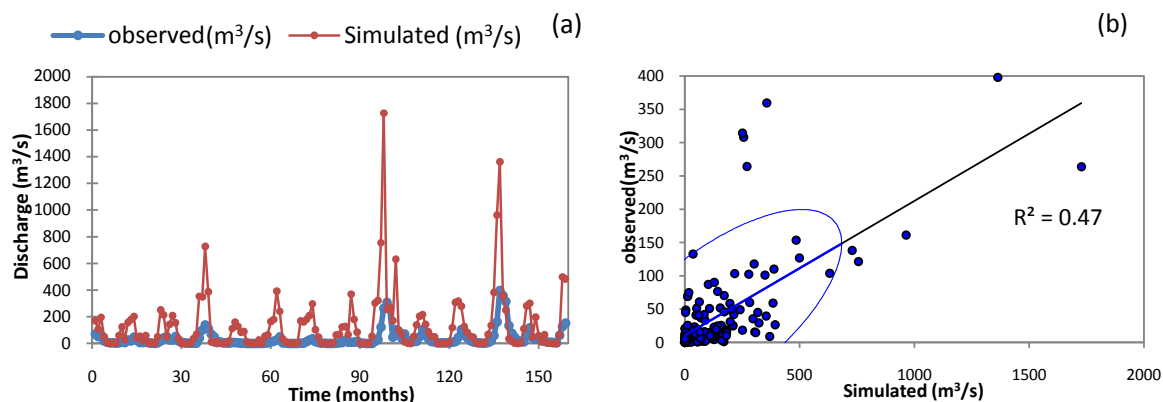 observed(m³/s) Simulated (m³/s) (a)
2000
1800
1600
1400
1200
1000
800
600
400
200
0
Discharge (m³/s)
0 30 60 90 120 150
Time (months)
(b)
400
350
300
250
200
150
100
50
0
observed(m³/s)
R² = 0.47
0 500 1000 1500 2000
Simulated (m³/s)